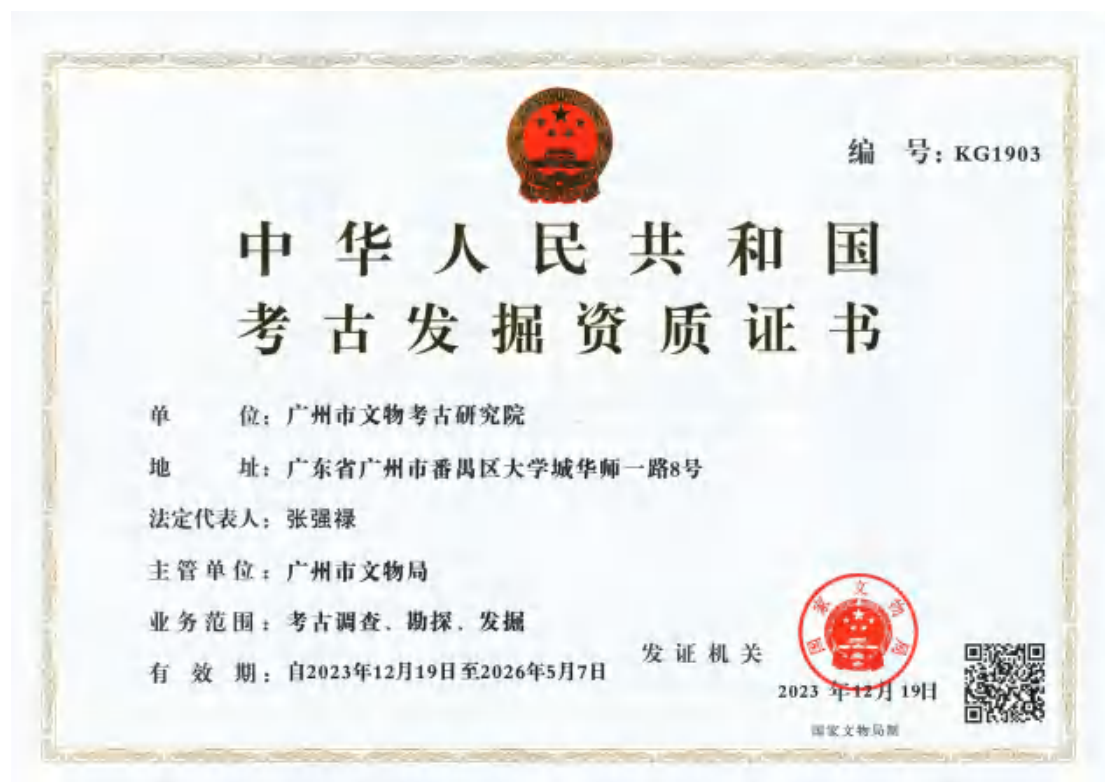 编 号：KG1903
中华人民共和国
考古发掘资质证书
单 位：广州市文物考古研究院
地 址：广东省广州市番禺区大学城华师一路8号
法定代表人：张强禄
主管单位：广州市文物局
业务范围：考古调查、勘探、发掘
有 效 期：自2023年12月19日至2026年5月7日
发证机关
国家文物局
2023 年12月 19日
国家文物局制